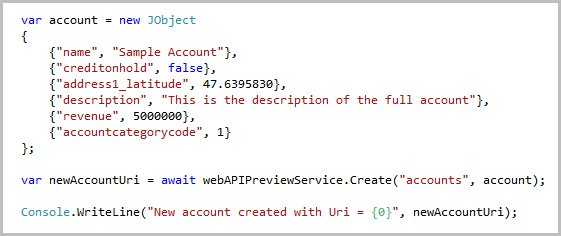 var account = new JObject
{
    {"name", "Sample Account"},
    {"creditonhold", false},
    {"address1_latitude", 47.6395830},
    {"description", "This is the description of the full account"},
    {"revenue", 5000000},
    {"accountcategorycode", 1}
};
var newAccountUri = await webAPIPreviewService.Create("accounts", account);
Console.WriteLine("New account created with Uri = {0}", newAccountUri);